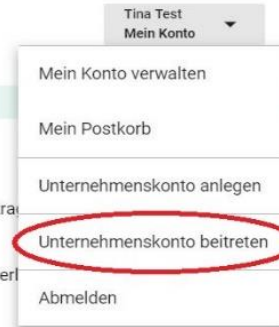 Tina Test
Mein Konto
Mein Konto verwalten
Mein Postkorb
Unternehmenskonto anlegen
Unternehmenskonto beitreten
Abmelden